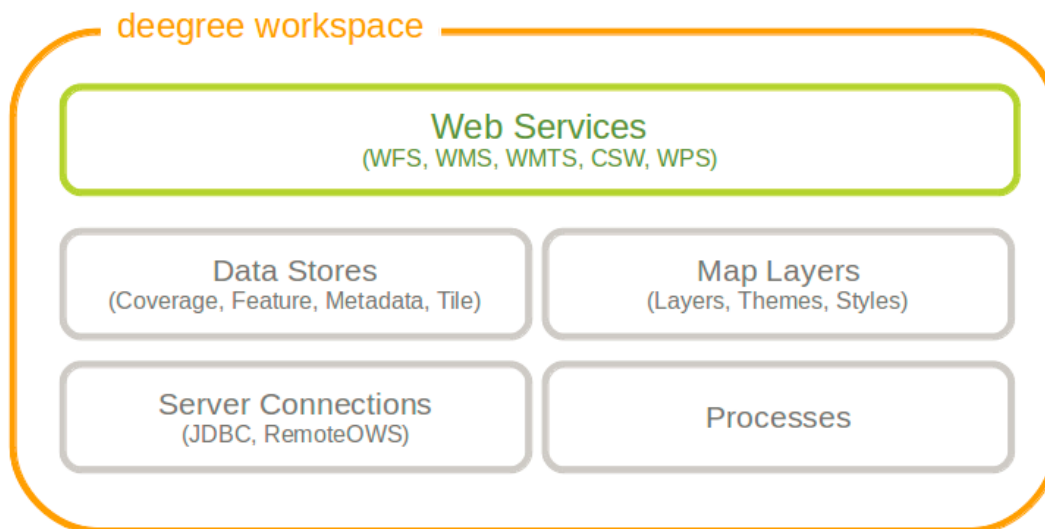 deegree workspace
Web Services
(WFS, WMS, WMTS, CSW, WPS)
Data Stores
(Coverage, Feature, Metadata, Tile)
Map Layers
(Layers, Themes, Styles)
Server Connections
(JDBC, RemoteOWS)
Processes